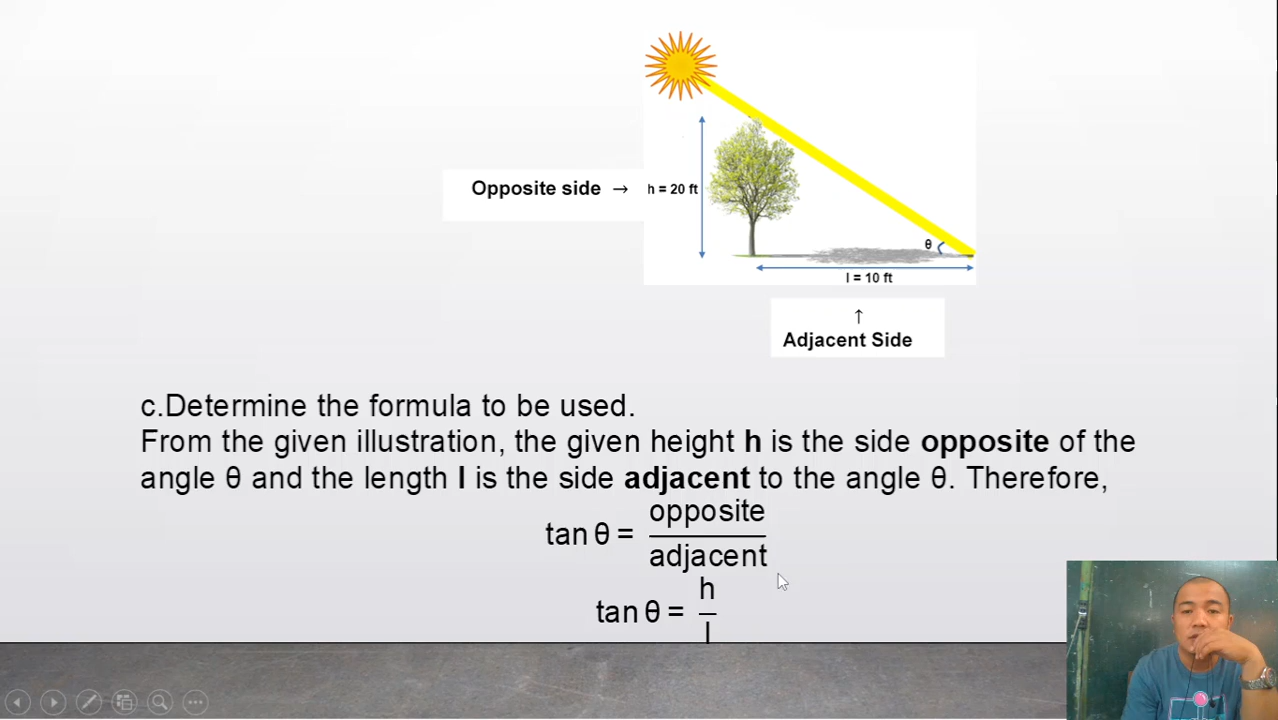 Opposite side →
h = 20 ft
θ
l = 10 ft
↑
Adjacent Side
c.Determine the formula to be used.
From the given illustration, the given height h is the side opposite of the
angle θ and the length l is the side adjacent to the angle θ. Therefore,
tan θ = opposite
adjacent
tan θ = h
l